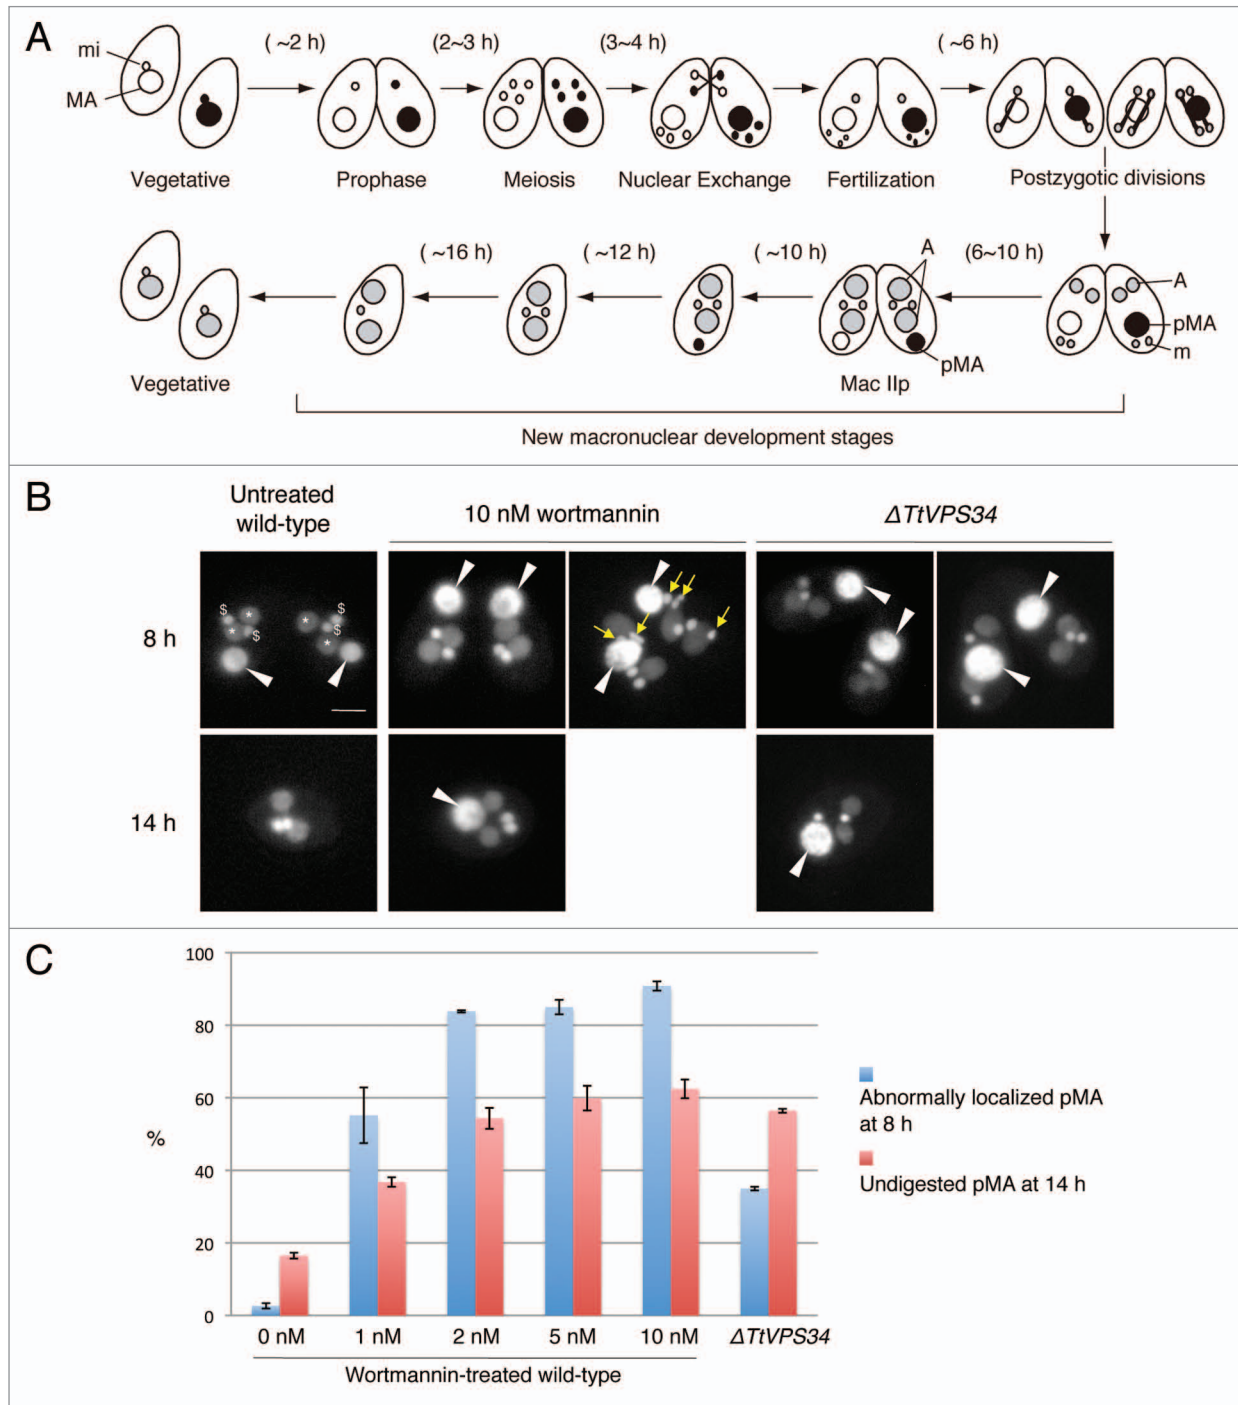 A
mi
MA
( ~2 h)
(2~3 h)
(3~4 h)
( ~6 h)
Vegetative
Prophase
Meiosis
Nuclear Exchange
Fertilization
Postzygotic divisions
( ~16 h)
( ~12 h)
( ~10 h)
A
(6~10 h)
A
pMA
m
pMA
Vegetative
Mac IIp
New macronuclear development stages
B
Untreated
wild-type
10 nM wortmannin
ΔTtVPS34
8 h
$ * * $
* $ $ *
14 h
C
100
80
60
%
40
20
0
0 nM
1 nM
2 nM
5 nM
10 nM
ΔTtVPS34
Wortmannin-treated wild-type
Abnormally localized pMA
at 8 h
Undigested pMA at 14 h